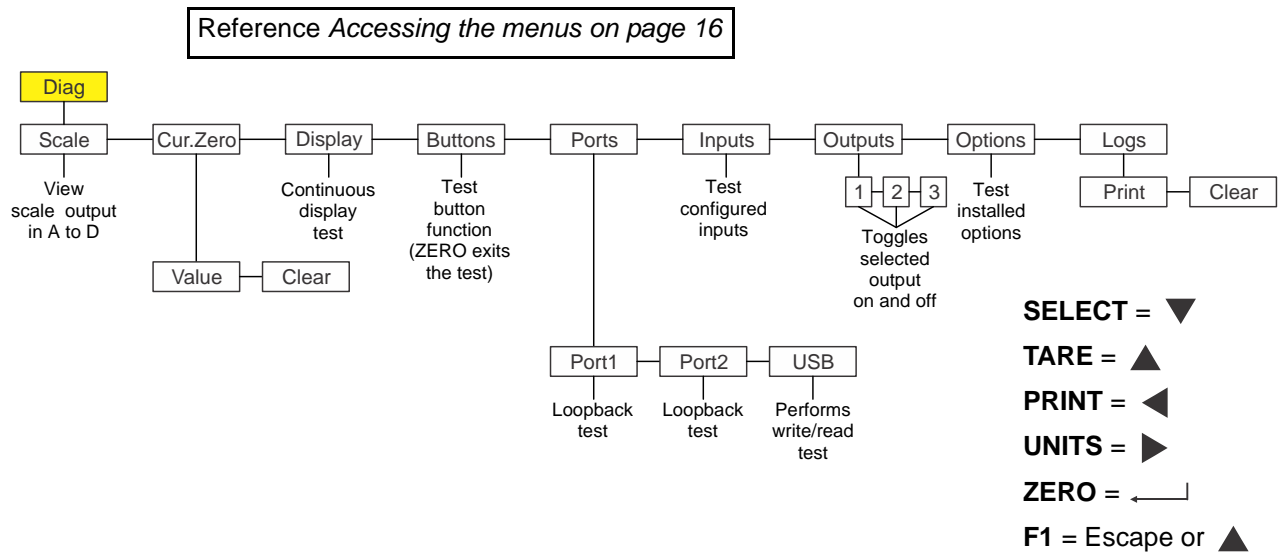 Reference Accessing the menus on page 16
Diag
Scale
Cur.Zero
Display
Buttons
Ports
Inputs
Outputs
Options
Logs
View
scale output
in A to D
Continuous
display
test
Test
button
function
(ZERO exits
the test)
Test
configured
inputs
1 2 3
Toggles
selected
output
on and off
Test
installed
options
Print
Clear
Value
Clear
Port1
Port2
USB
Loopback
test
Loopback
test
Performs
write/read
test
SELECT = ▼
TARE = ▲
PRINT = ◀
UNITS = ▶
ZERO = ↵
F1 = Escape or ▲